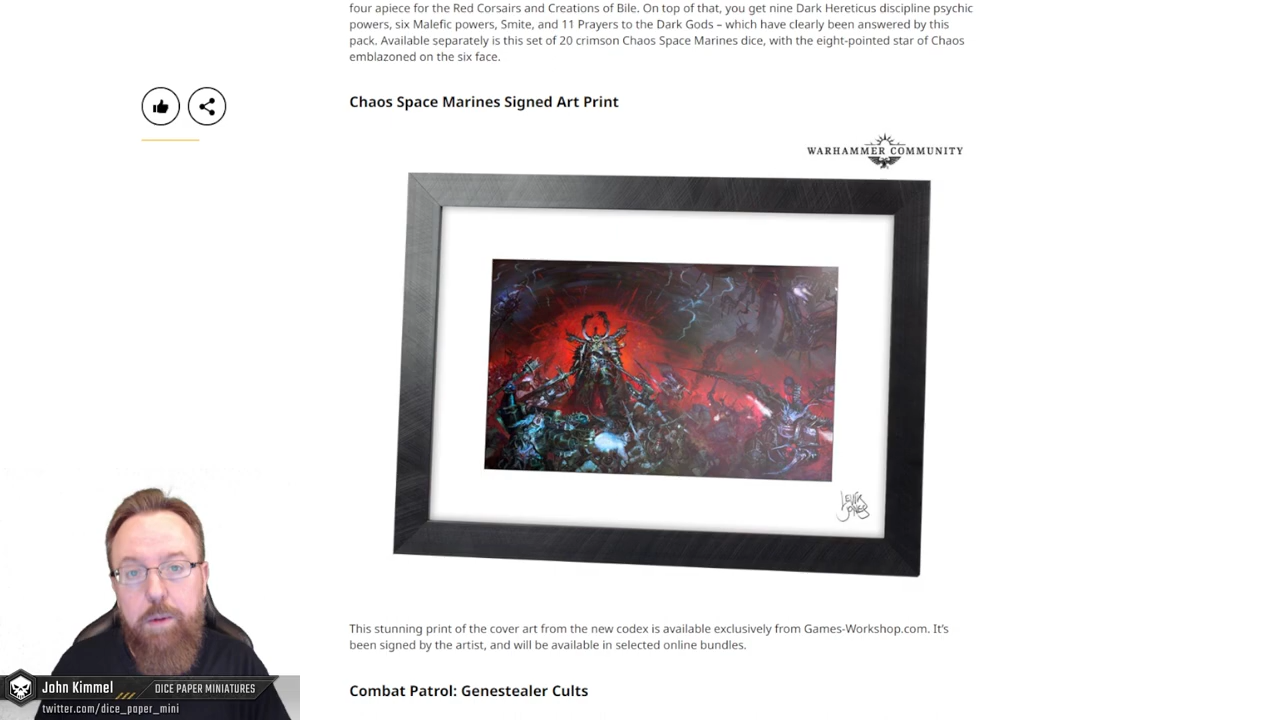 four apiece for the Red Corsairs and Creations of Bile. On top of that, you get nine Dark Hereticus discipline psychic
powers, six Malefic powers, Smite, and 11 Prayers to the Dark Gods – which have clearly been answered by this
pack. Available separately is this set of 20 crimson Chaos Space Marines dice, with the eight-pointed star of Chaos
emblazoned on the six face.
Chaos Space Marines Signed Art Print
WARHAMMER COMMUNITY
LEWIS
JONES
This stunning print of the cover art from the new codex is available exclusively from Games-Workshop.com. It’s
been signed by the artist, and will be available in selected online bundles.
Combat Patrol: Genestealer Cults
John Kimmel
DICE PAPER MINIATURES
twitter.com/dice_paper_mini